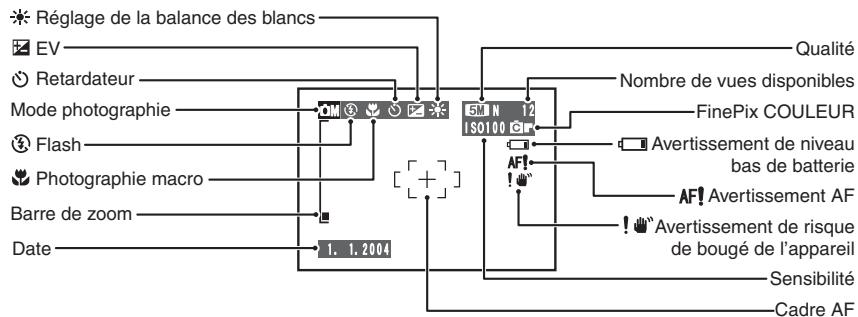 Réglage de la balance des blancs
EV
Retardateur
Mode photographie
Flash
Photographie macro
Barre de zoom
Date
M
5M N 12
ISO100 C F
AF!
!
1. 1.2004
Qualité
Nombre de vues disponibles
FinePix COULEUR
Avertissement de niveau
bas de batterie
AF! Avertissement AF
! Avertissement de risque
de bougé de l'appareil
Sensibilité
Cadre AF